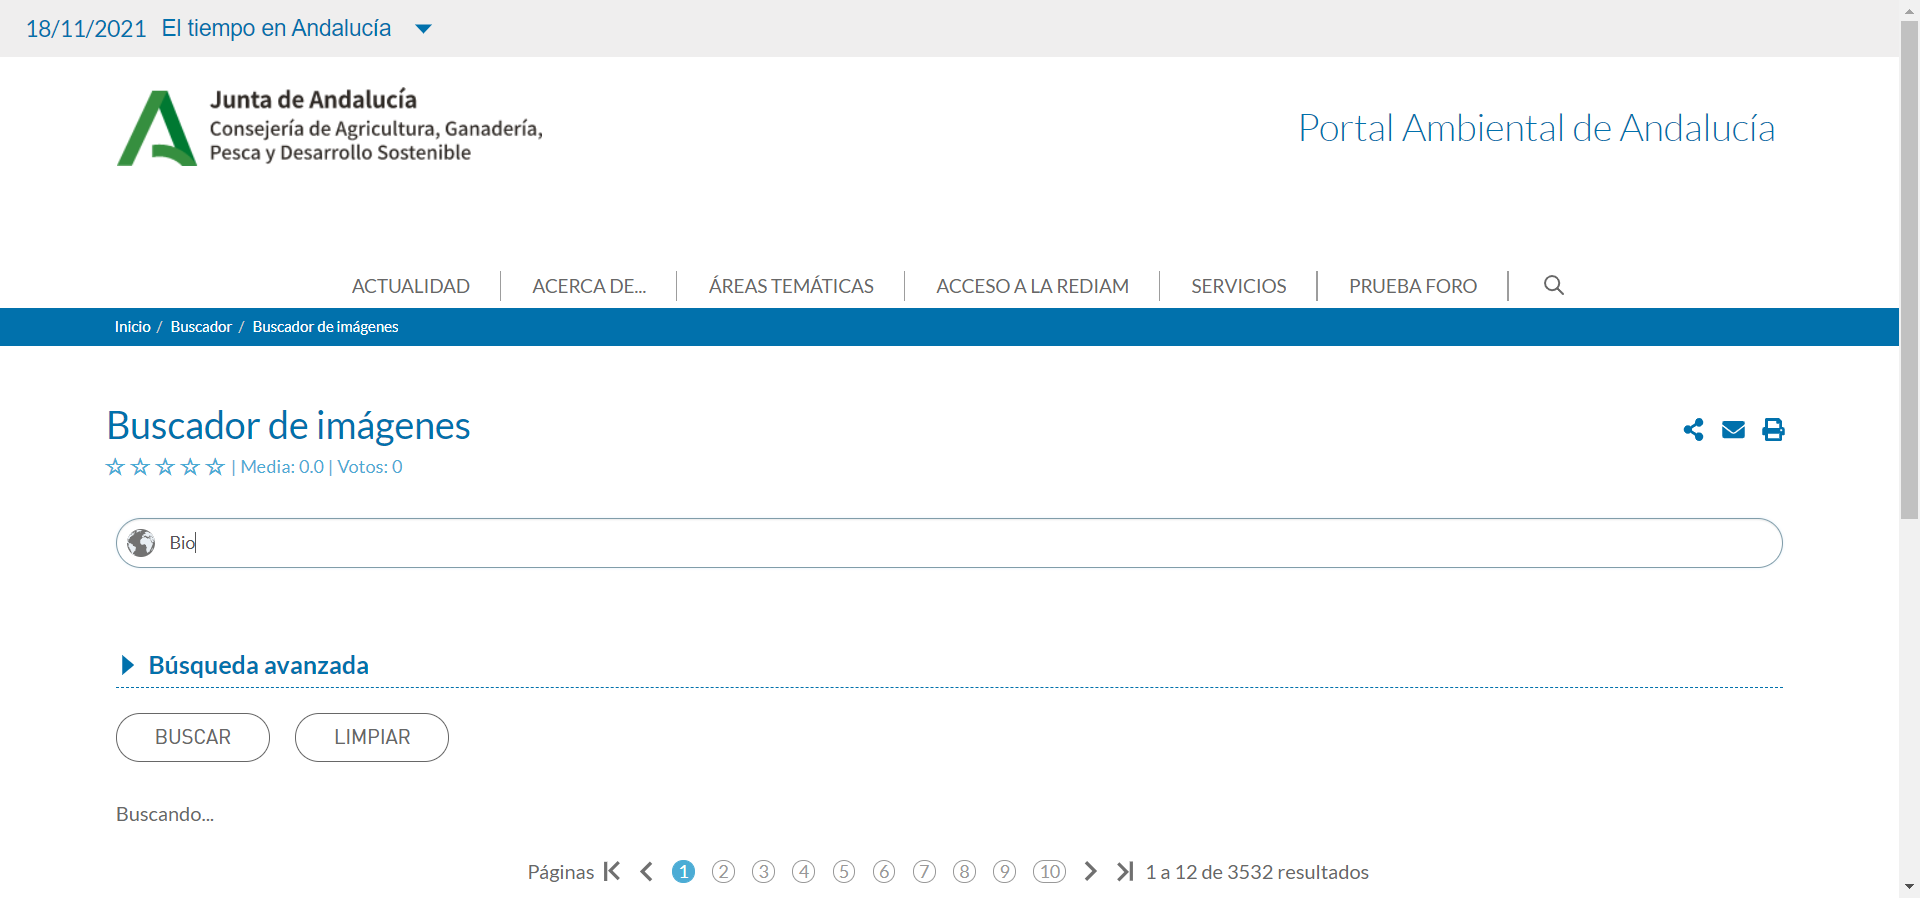 18/11/2021 El tiempo en Andalucía
Junta de Andalucía
Consejería de Agricultura, Ganadería,
Pesca y Desarrollo Sostenible
Portal Ambiental de Andalucía
ACTUALIDAD ACERCA DE... ÁREAS TEMÁTICAS ACCESO A LA REDIAM SERVICIOS PRUEBA FORO
Inicio / Buscador / Buscador de imágenes
Buscador de imágenes
| Media: 0.0 | Votos: 0
Bio
Búsqueda avanzada
BUSCAR LIMPIAR
Buscando...
Páginas 1 2 3 4 5 6 7 8 9 10 1 a 12 de 3532 resultados